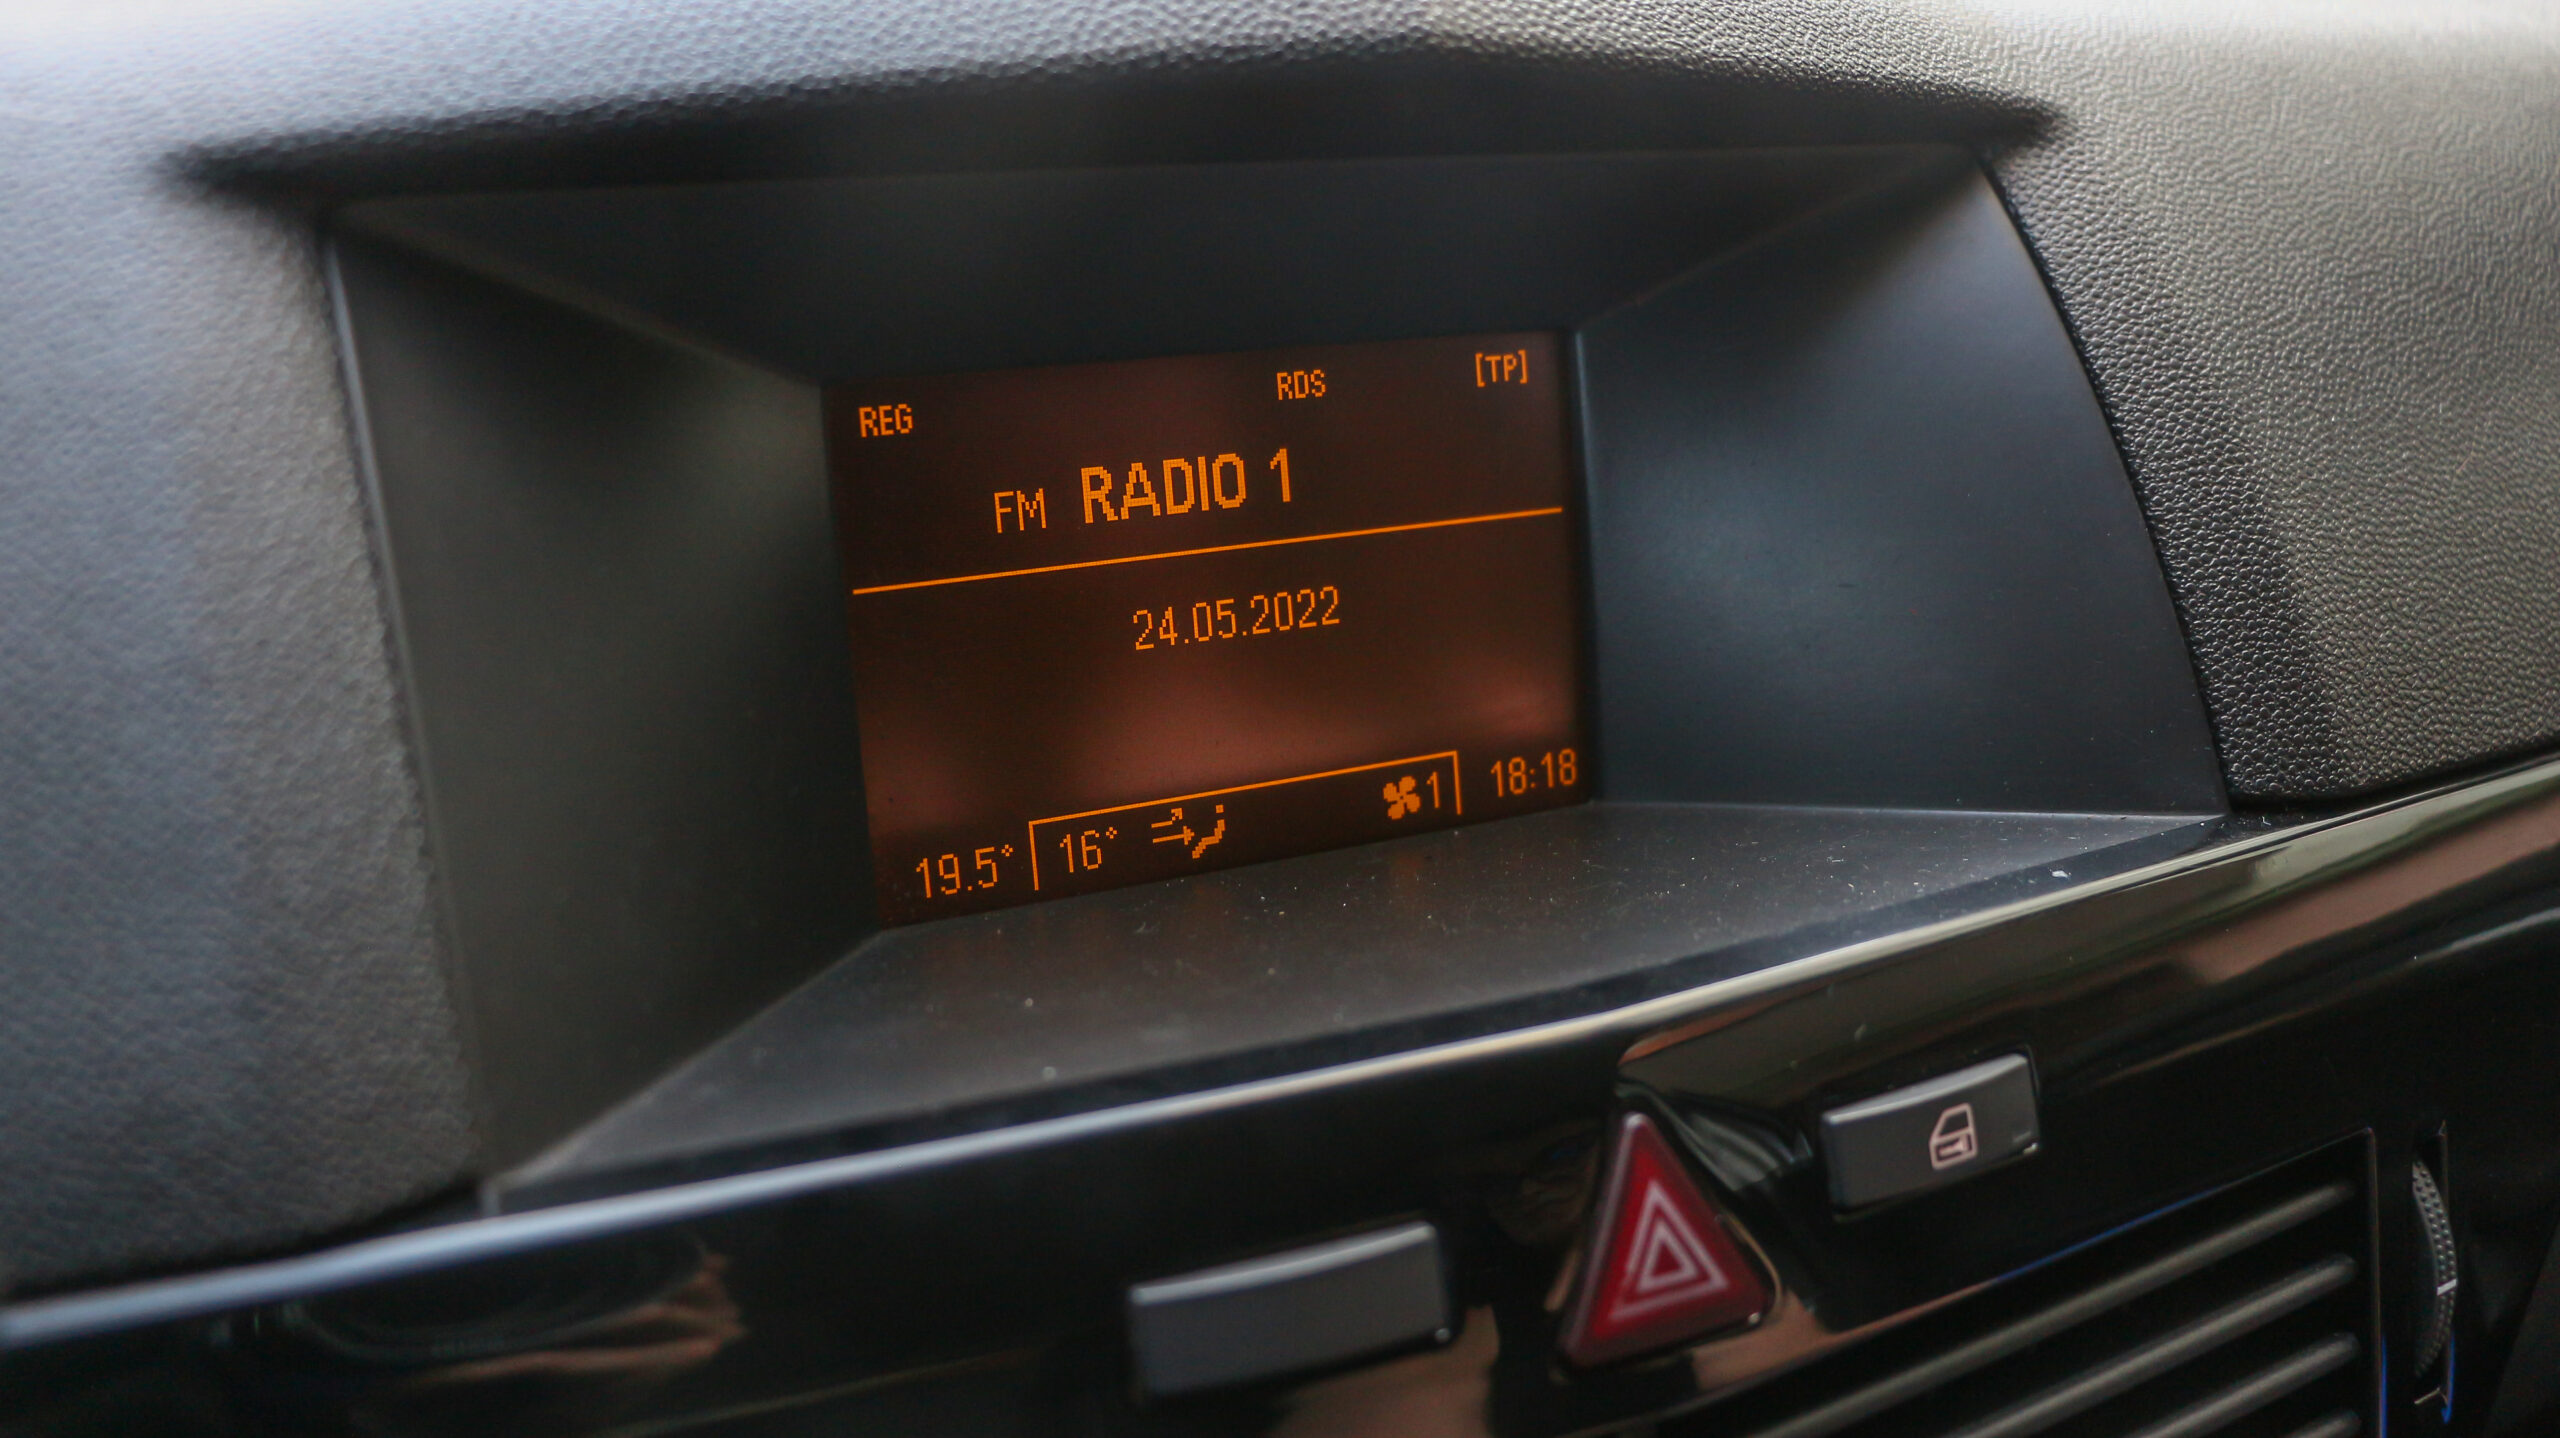 REG RDS [TP]
FM RADIO 1
24.05.2022
19.5° 16° 1 18:18